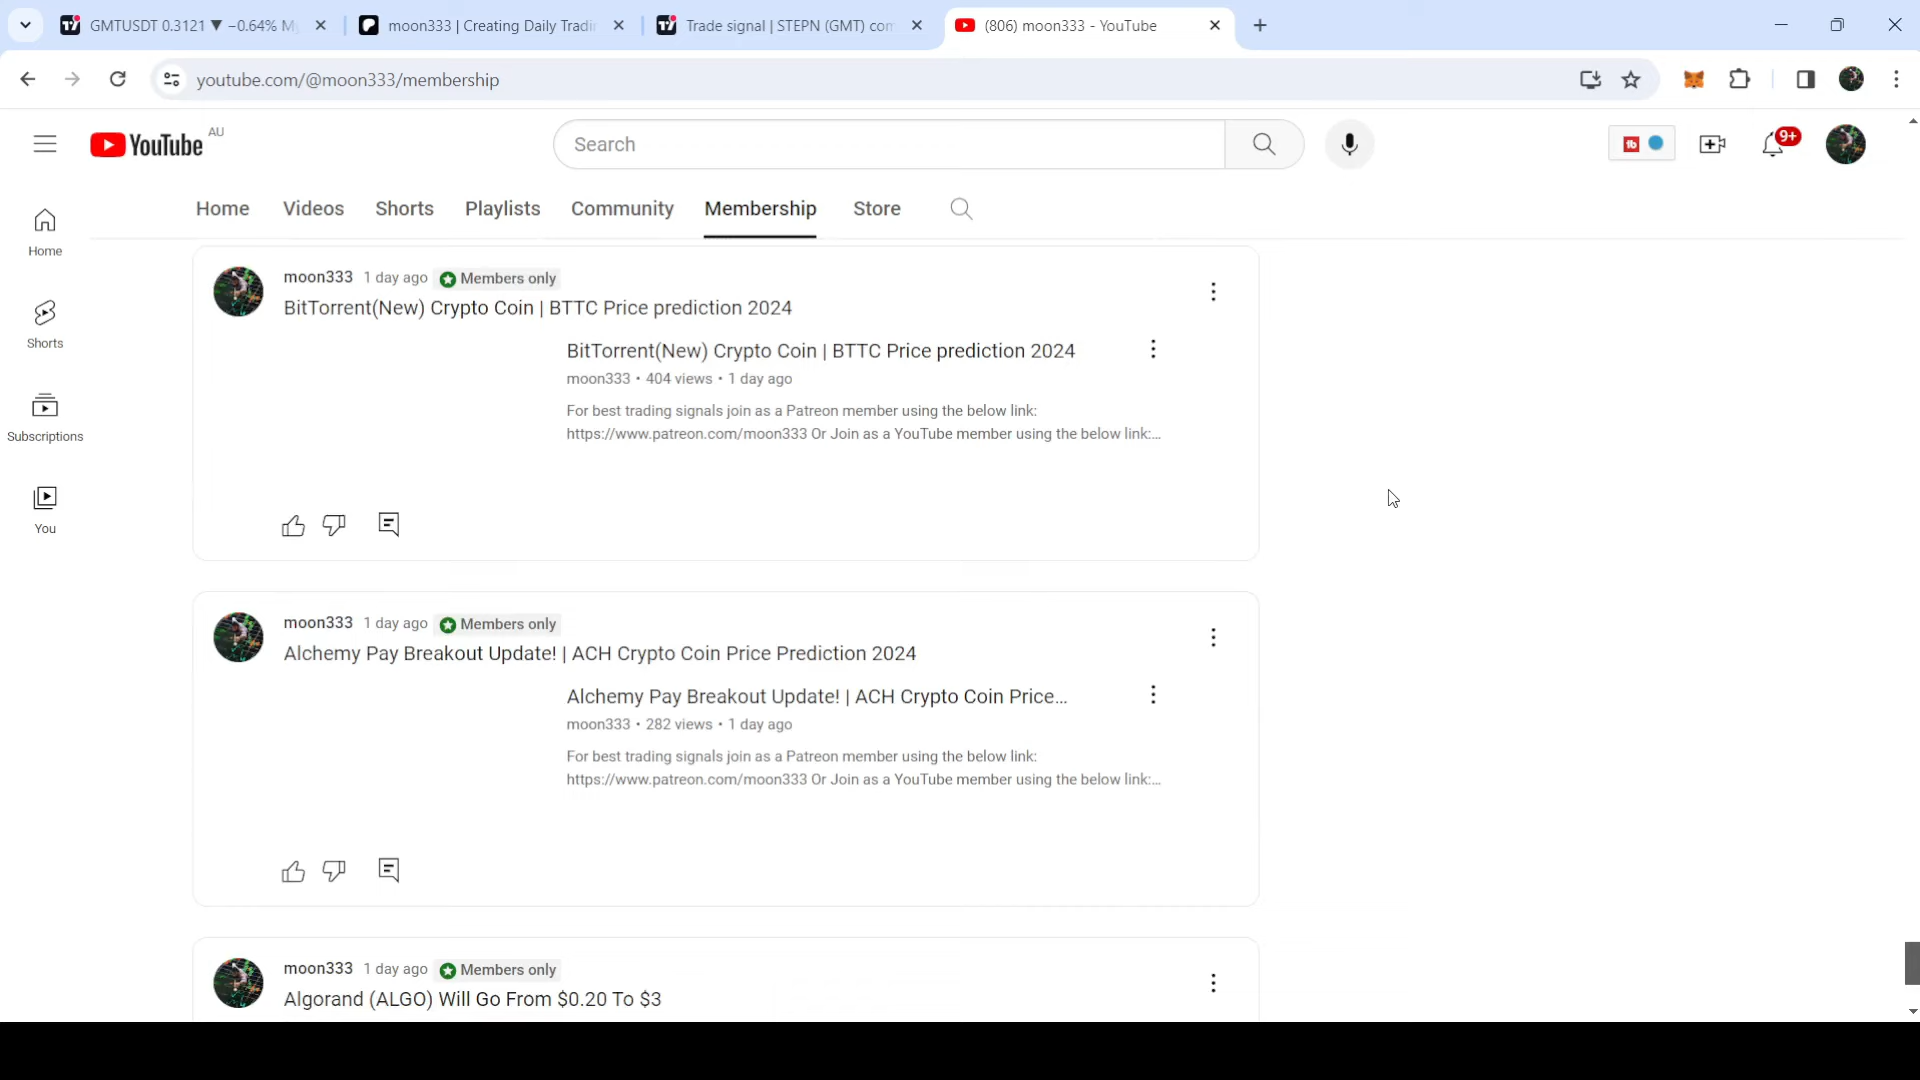 GMTUSDT 0.3121 ▼ −0.64% M
moon333 | Creating Daily Tradi
Trade signal | STEPN (GMT) com
(806) moon333 - YouTube
youtube.com/@moon333/membership
YouTube AU
Search
9+
Home
Videos
Shorts
Playlists
Community
Membership
Store
Home
Shorts
Subscriptions
You
moon333 1 day ago Members only
BitTorrent(New) Crypto Coin | BTTC Price prediction 2024
BitTorrent(New) Crypto Coin | BTTC Price prediction 2024
moon333 • 404 views • 1 day ago
For best trading signals join as a Patreon member using the below link:
https://www.patreon.com/moon333 Or Join as a YouTube member using the below link:...
moon333 1 day ago Members only
Alchemy Pay Breakout Update! | ACH Crypto Coin Price Prediction 2024
Alchemy Pay Breakout Update! | ACH Crypto Coin Price...
moon333 • 282 views • 1 day ago
For best trading signals join as a Patreon member using the below link:
https://www.patreon.com/moon333 Or Join as a YouTube member using the below link:...
moon333 1 day ago Members only
Algorand (ALGO) Will Go From $0.20 To $3